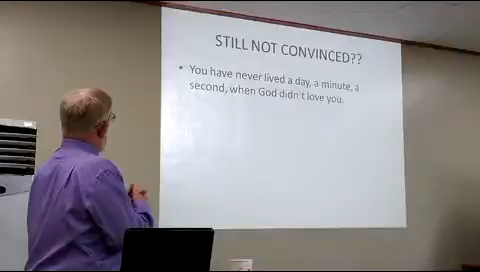 STILL NOT CONVINCED??
• You have never lived a day, a minute, a
second, when God didn't love you.